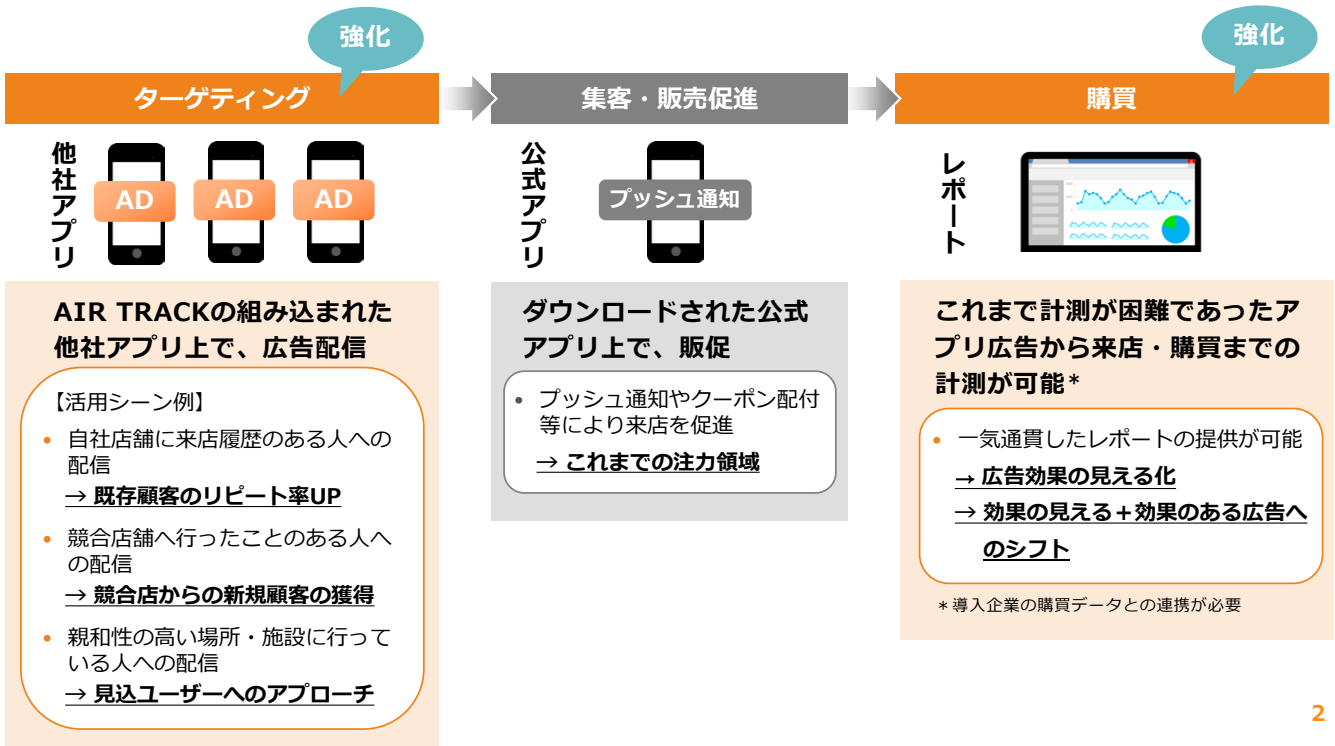 強化
ターゲティング
他社アプリ
AD
AD
AD
AIR TRACKの組み込まれた
他社アプリ上で、広告配信
【活用シーン例】
• 自社店舗に来店履歴のある人への
配信
→ 既存顧客のリピート率UP
• 競合店舗へ行ったことのある人へ
の配信
→ 競合店からの新規顧客の獲得
• 親和性の高い場所・施設に行って
いる人への配信
→ 見込ユーザーへのアプローチ
集客・販売促進
公式アプリ
プッシュ通知
ダウンロードされた公式
アプリ上で、販促
• プッシュ通知やクーポン配付
等により来店を促進
→ これまでの注力領域
強化
購買
レポート
これまで計測が困難であったア
プリ広告から来店・購買までの
計測が可能*
• 一気通貫したレポートの提供が可能
→ 広告効果の見える化
→ 効果の見える＋効果のある広告へ
のシフト
＊導入企業の購買データとの連携が必要
2